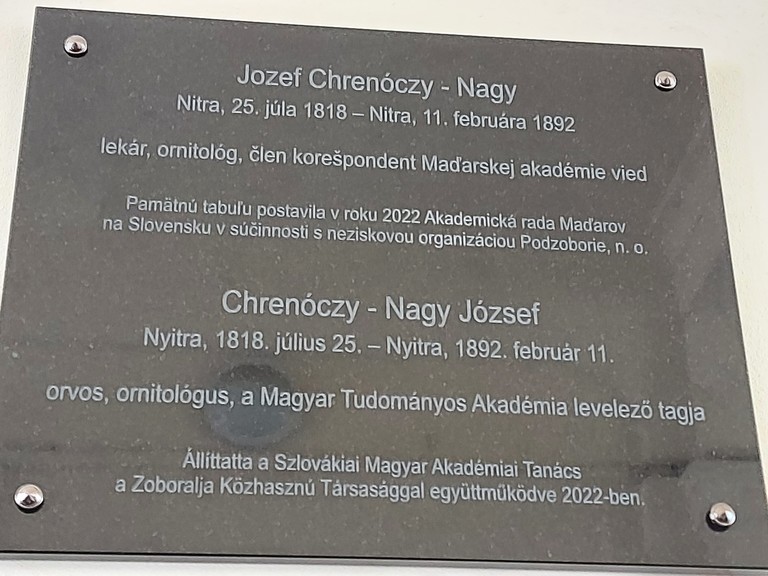 Jozef Chrenóczy - Nagy
Nitra, 25. júla 1818 – Nitra, 11. februára 1892
lekár, ornitológ, člen korešpondent Maďarskej akadémie vied
Pamätnú tabuľu postavila v roku 2022 Akademická rada Maďarov
na Slovensku v súčinnosti s neziskovou organizáciou Podzoborie, n. o.
Chrenóczy - Nagy József
Nyitra, 1818. július 25. – Nyitra, 1892. február 11.
orvos, ornitológus, a Magyar Tudományos Akadémia levelező tagja
Állíttatta a Szlovákiai Magyar Akadémiai Tanács
a Zoboralja Közhasznú Társasággal együttműködve 2022-ben.